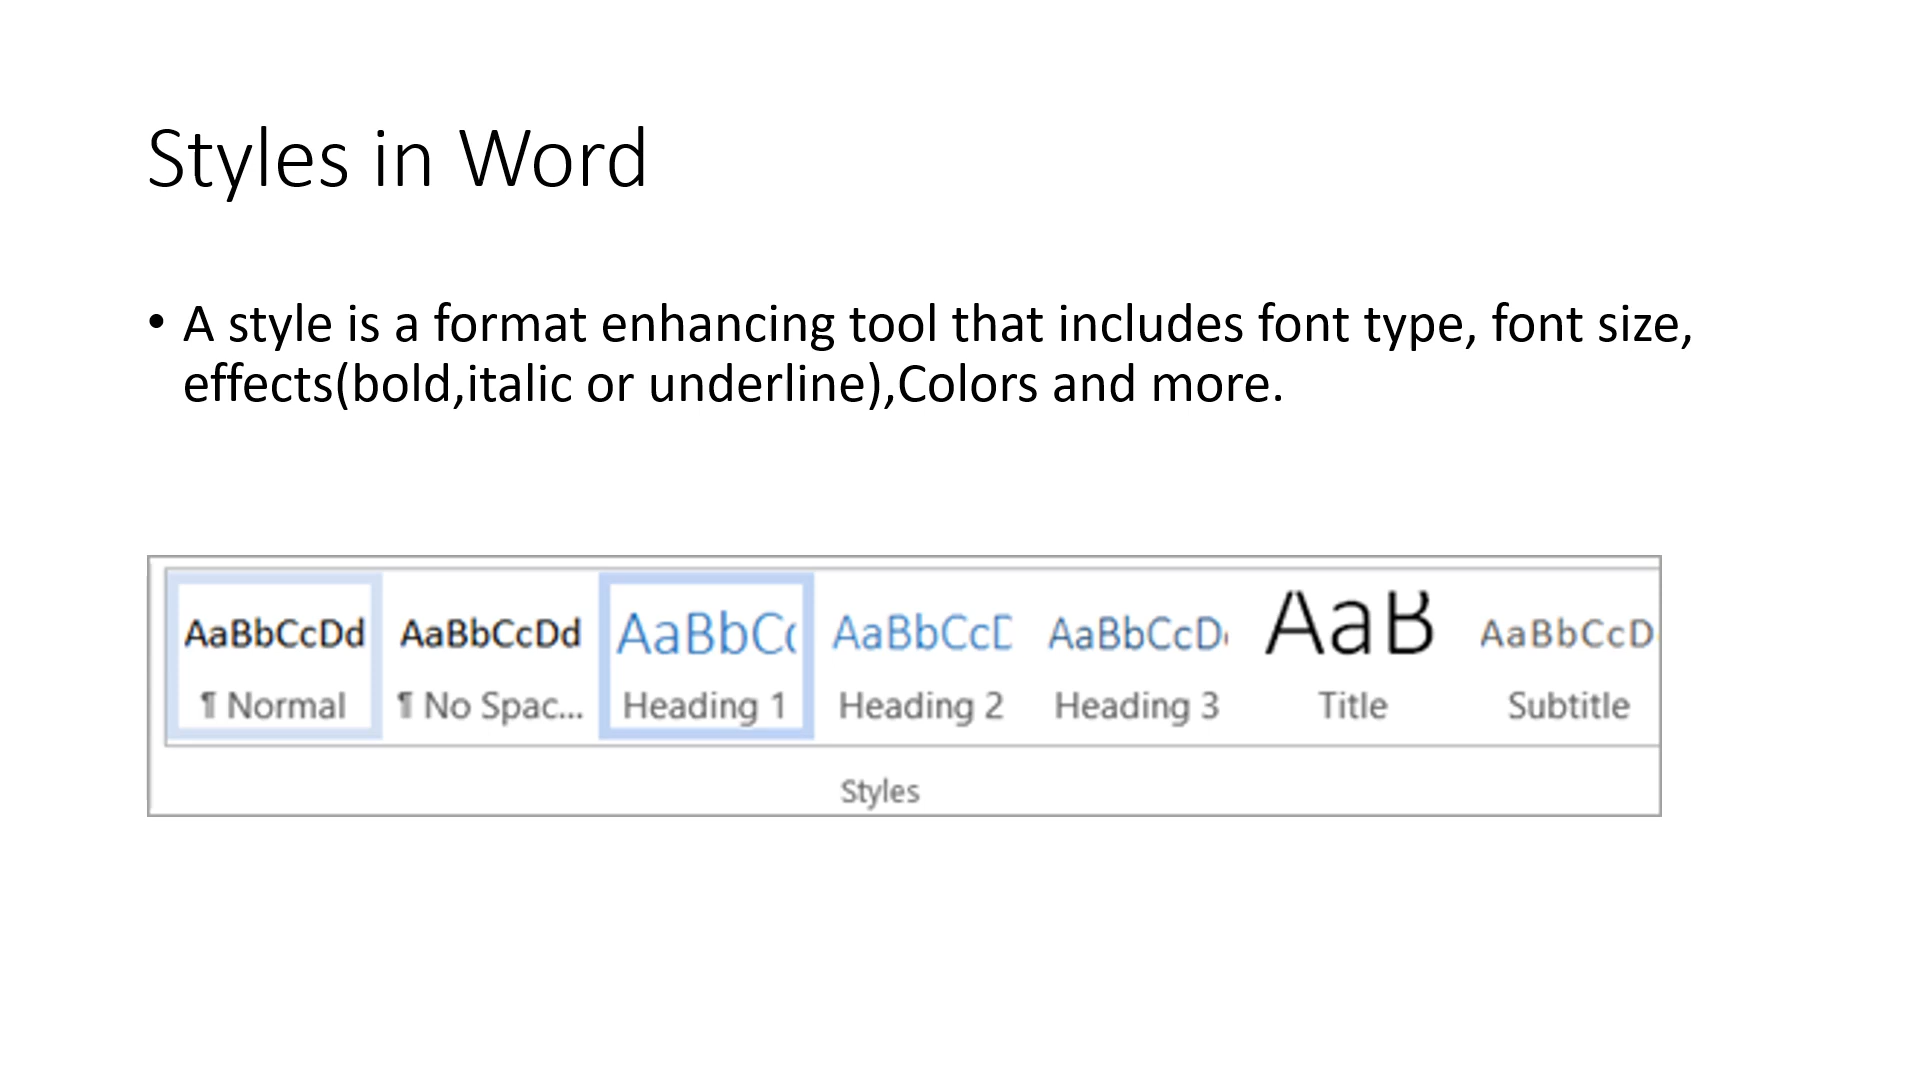 Styles in Word
• A style is a format enhancing tool that includes font type, font size,
effects(bold,italic or underline),Colors and more.
AaBbCcDd AaBbCcDd AaBbCc AaBbCcD AaBbCcD AaB AaBbCcD
¶ Normal ¶ No Spac... Heading 1 Heading 2 Heading 3 Title Subtitle
Styles